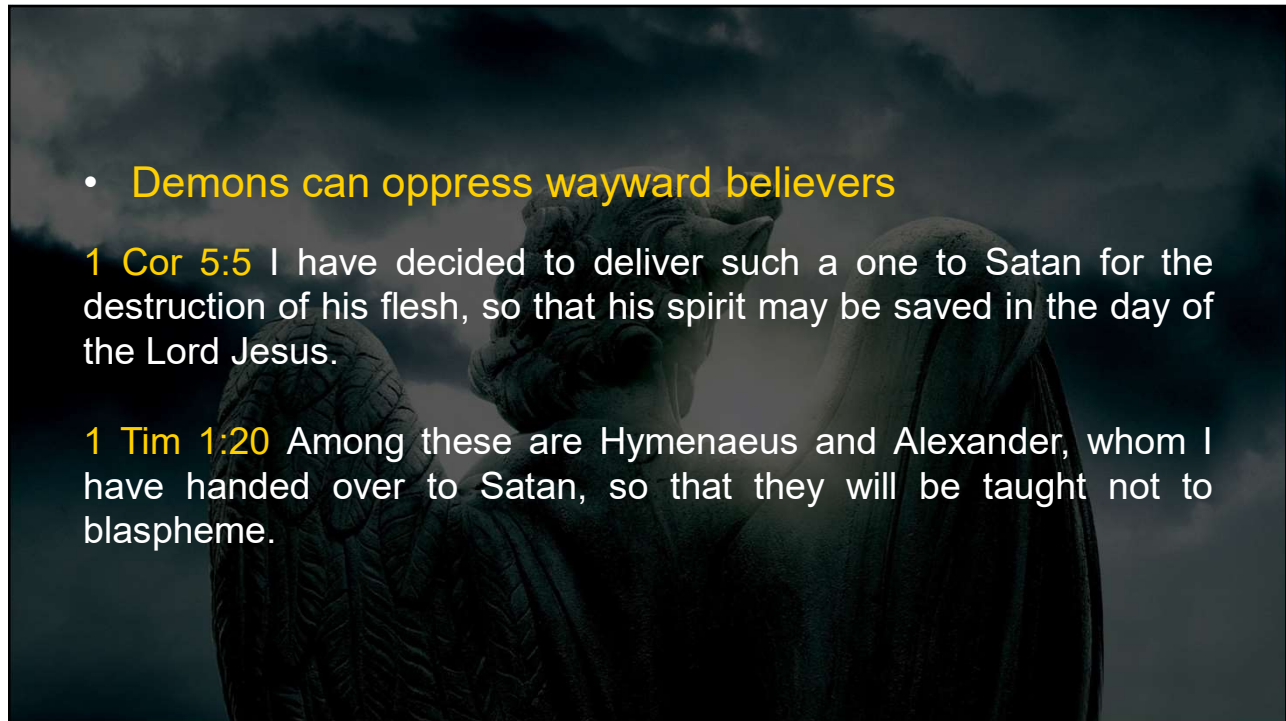 • Demons can oppress wayward believers
1 Cor 5:5 I have decided to deliver such a one to Satan for the
destruction of his flesh, so that his spirit may be saved in the day of
the Lord Jesus.
1 Tim 1:20 Among these are Hymenaeus and Alexander, whom I
have handed over to Satan, so that they will be taught not to
blaspheme.